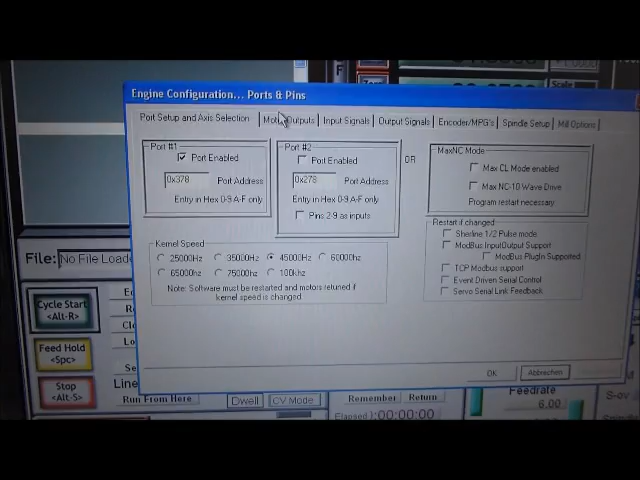 Engine Configuration... Ports & Pins
Port Setup and Axis Selection
Outputs
Input Signals
Output Signals
Encoder/MPG's
Spindle Setup
Mill Options
Port #1
Port Enabled
0x378
Port Address
Entry in Hex 0-9 A-F only
Port #2
Port Enabled
0x278
Port Address
Entry in Hex 0-9 A-F only
Pins 2-9 as inputs
OR
MaxNC Mode
Max CL Mode enabled
Max NC-10 Wave Drive
Program restart necessary
Restart if changed
Sherline 1/2 Pulse mode
ModBus InputOutput Support
ModBus PlugIn Supported
TCP Modbus support
Event Driven Serial Control
Servo Serial Link Feedback
Kernel Speed
25000Hz
35000Hz
45000Hz
60000hz
65000hz
75000hz
100khz
Note: Software must be restarted and motors retuned if
kernel speed is changed
OK
Abbrechen
File:
No File Loade
Cycle Start
<Alt-R>
Feed Hold
<Spc>
Stop
<Alt-S>
Line
Run From Here
Dwell
CV Mode
Remember
Return
Elapsed
:00:00:00
Feedrate
6.00